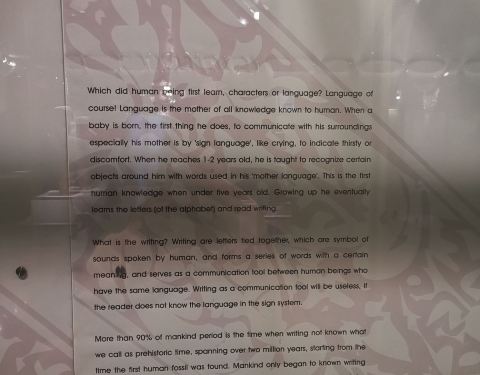 Which did human being first learn, characters or language? Language of
course! Language is the mother of all knowledge known to human. When a
baby is born, the first thing he does, to communicate with his surroundings
especially his mother is by 'sign language', like crying, to indicate thirsty or
discomfort. When he reaches 1-2 years old, he is taught to recognize certain
objects around him with words used in his 'mother language'. This is the first
human knowledge when under five years old. Growing up he eventually
learns the letters (of the alphabet) and read writing.
What is the writing? Writing are letters tied together, which are symbol of
sounds spoken by human, and forms a series of words with a certain
meaning, and serves as a communication tool between human beings who
have the same language. Writing as a communication tool will be useless, if
the reader does not know the language in the sign system.
More than 90% of mankind period is the time when writing not known what
we call as prehistoric time, spanning over two million years, starting from the
time the first human fossil was found. Mankind only began to known writing